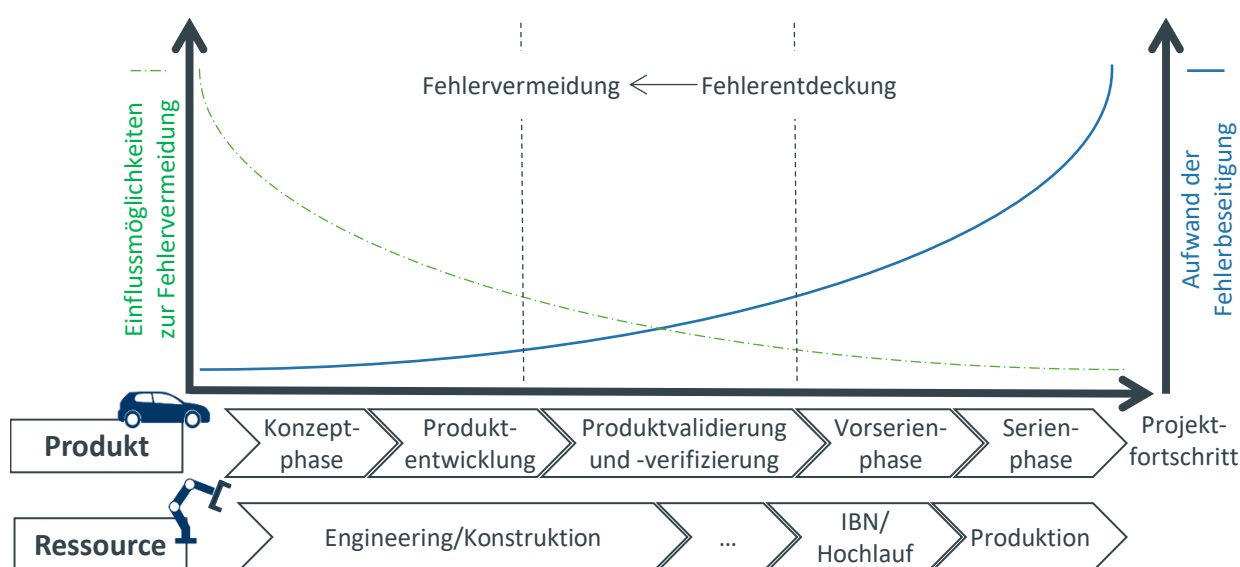 Einflussmöglichkeiten
zur Fehlervermeidung
Fehlervermeidung
Fehlerentdeckung
Aufwand der
Fehlerbeseitigung
Produkt
Konzept-
phase
Produkt-
entwicklung
Produktvalidierung
und -verifizierung
Vorserien-
phase
Serien-
phase
Projekt-
fortschritt
Ressource
Engineering/Konstruktion
...
IBN/
Hochlauf
Produktion